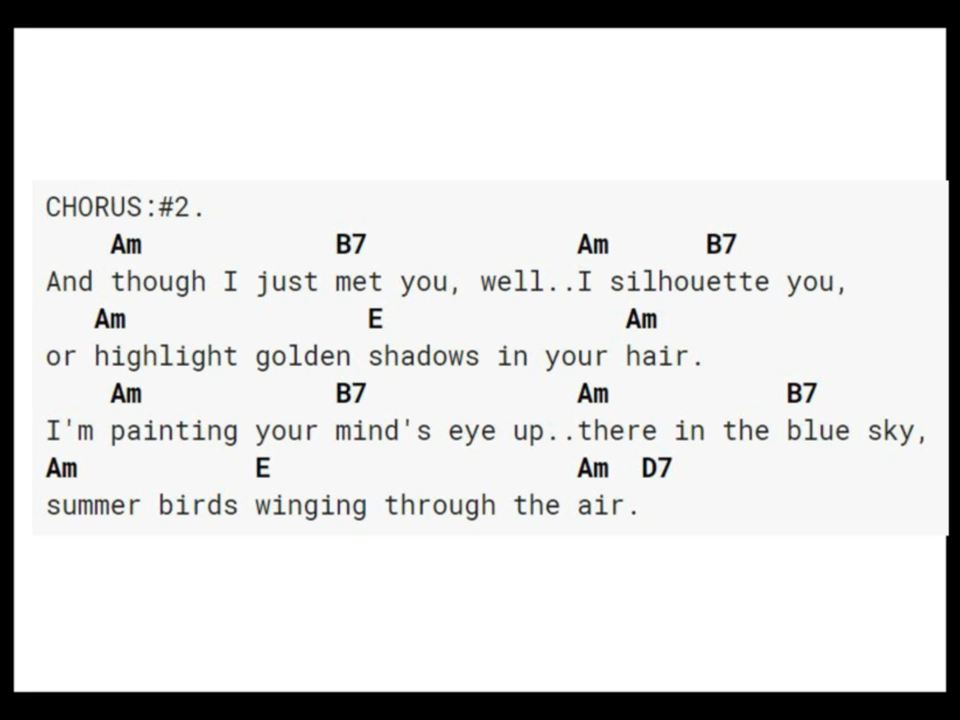 CHORUS:#2.
Am B7 Am B7
And though I just met you, well..I silhouette you,
Am E Am
or highlight golden shadows in your hair.
Am B7 Am B7
I'm painting your mind's eye up..there in the blue sky,
Am E Am D7
summer birds winging through the air.